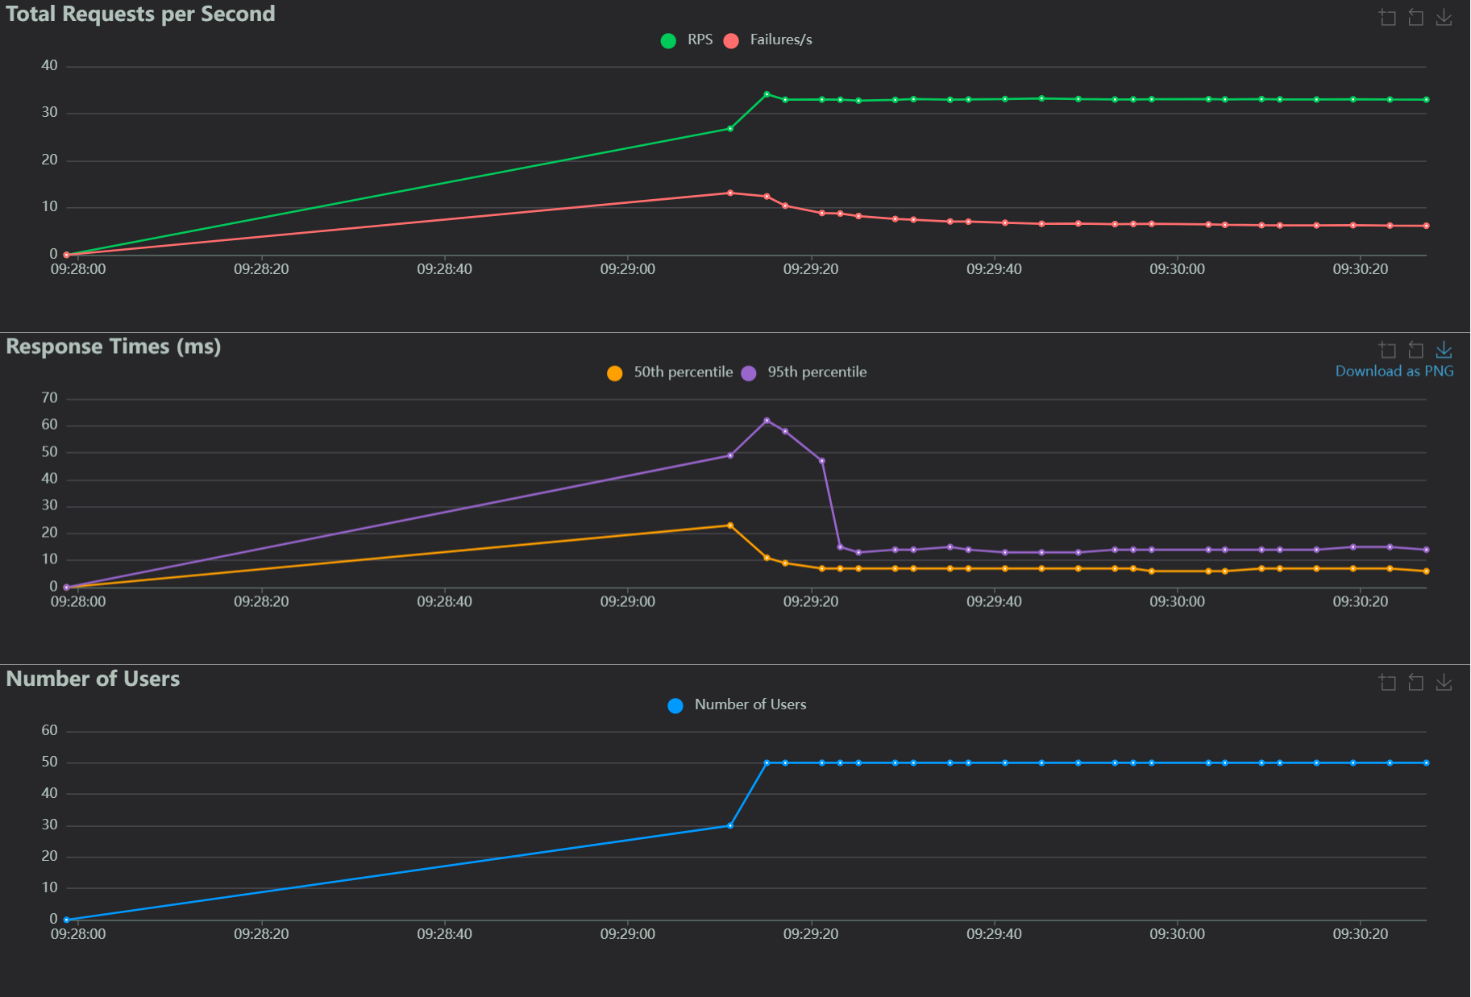 Total Requests per Second
RPS Failures/s
40
30
20
10
0
09:28:00 09:28:20 09:28:40 09:29:00 09:29:20 09:29:40 09:30:00 09:30:20
Response Times (ms)
50th percentile 95th percentile
Download as PNG
70
60
50
40
30
20
10
0
09:28:00 09:28:20 09:28:40 09:29:00 09:29:20 09:29:40 09:30:00 09:30:20
Number of Users
Number of Users
60
50
40
30
20
10
0
09:28:00 09:28:20 09:28:40 09:29:00 09:29:20 09:29:40 09:30:00 09:30:20